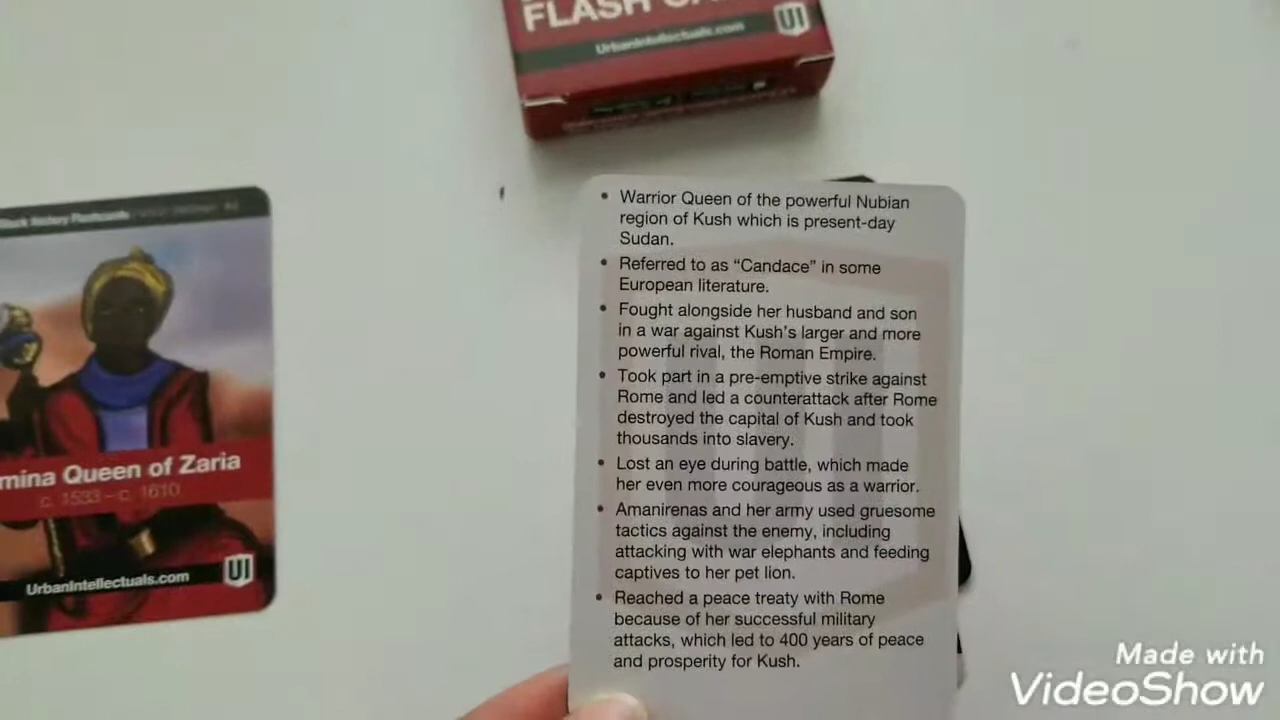 FLASH
UrbanIntellectuals.com
UI
Black History Flashcards
mina Queen of Zaria
c. 1533 – c. 1610
UrbanIntellectuals.com
UI
• Warrior Queen of the powerful Nubian
region of Kush which is present-day
Sudan.
• Referred to as “Candace” in some
European literature.
• Fought alongside her husband and son
in a war against Kush's larger and more
powerful rival, the Roman Empire.
• Took part in a pre-emptive strike against
Rome and led a counterattack after Rome
destroyed the capital of Kush and took
thousands into slavery.
• Lost an eye during battle, which made
her even more courageous as a warrior.
• Amanirenas and her army used gruesome
tactics against the enemy, including
attacking with war elephants and feeding
captives to her pet lion.
• Reached a peace treaty with Rome
because of her successful military
attacks, which led to 400 years of peace
and prosperity for Kush.
Made with
VideoShow